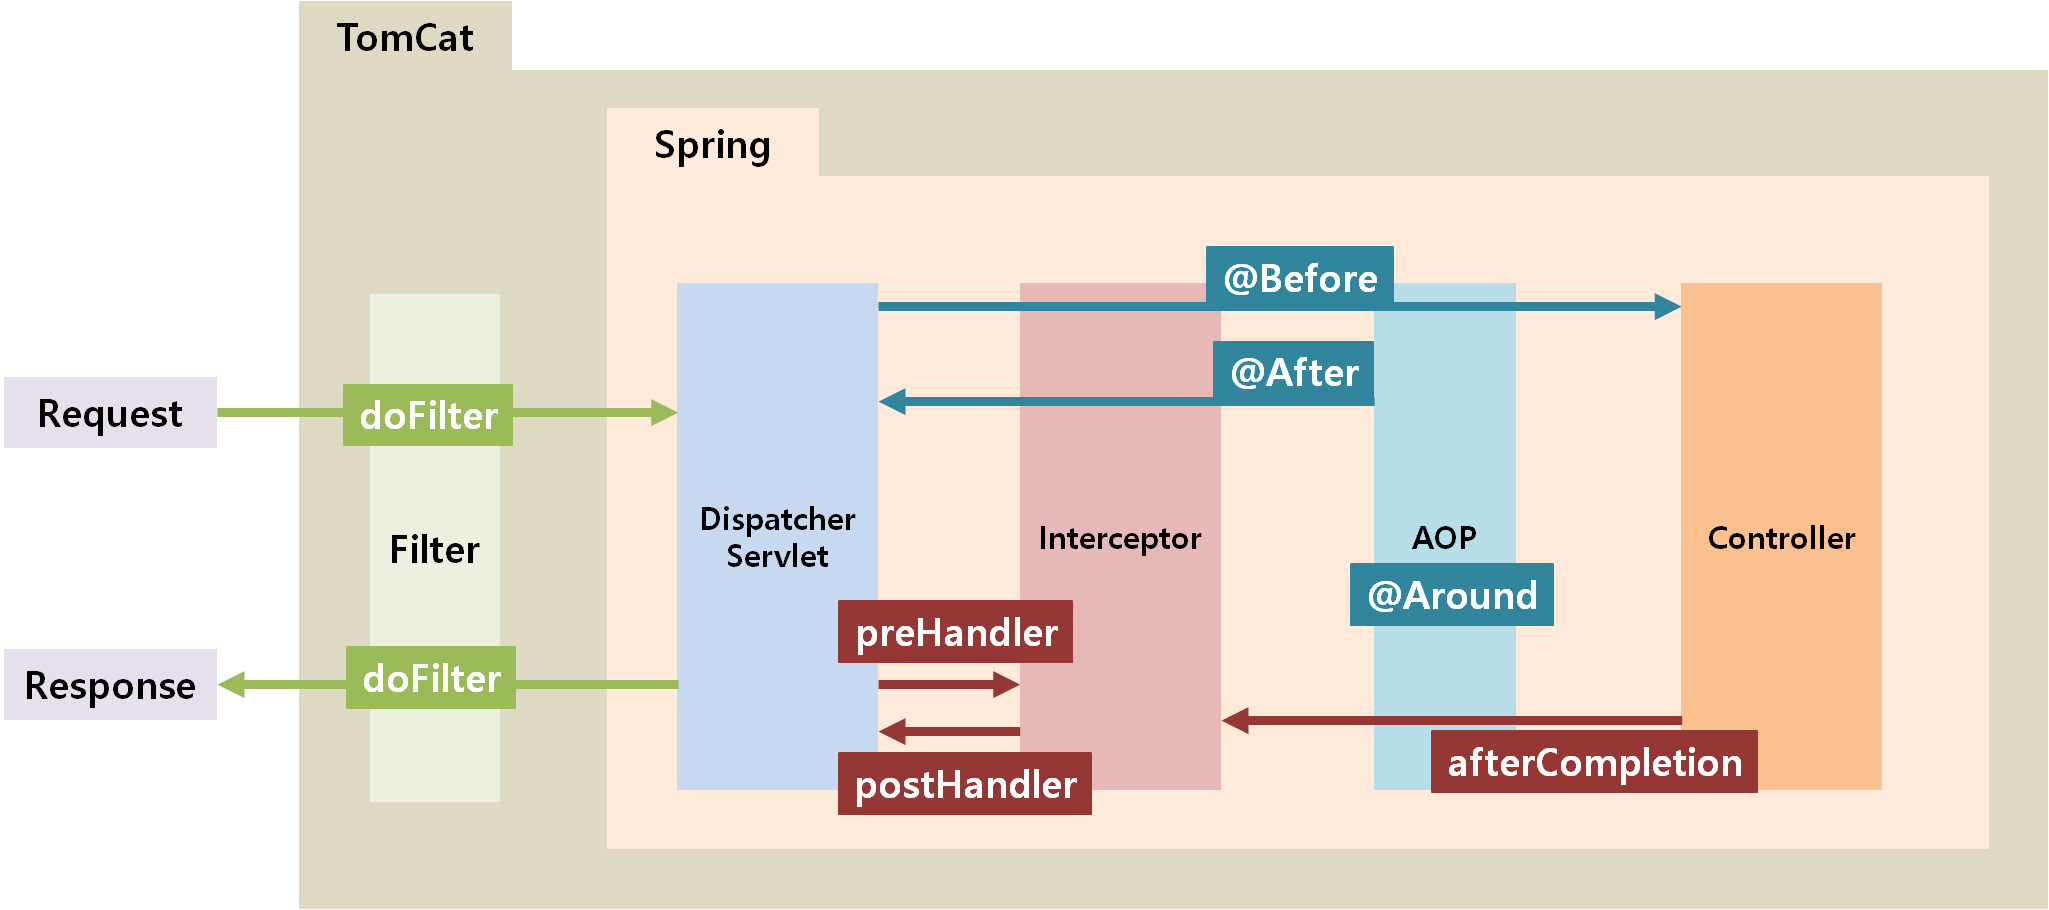 TomCat
Spring
@Before
@After
Request
doFilter
Dispatcher
Servlet
Interceptor
AOP
Controller
Filter
@Around
preHandler
Response
doFilter
postHandler
afterCompletion